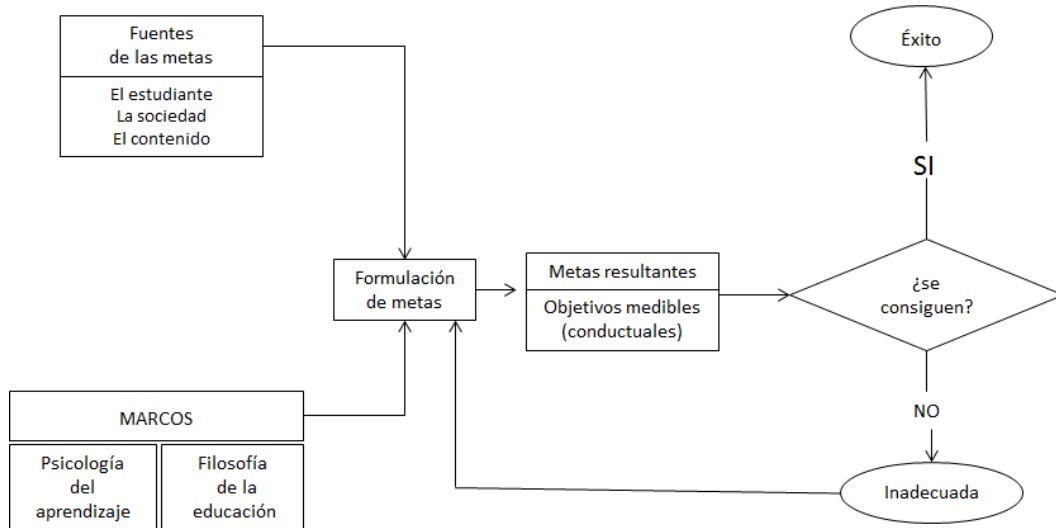 Fuentes
de las metas
El estudiante
La sociedad
El contenido
Éxito
SI
Formulación
de metas
Metas resultantes
Objetivos medibles
(conductuales)
¿se
consiguen?
NO
Inadecuada
MARCOS
Psicología
del
aprendizaje
Filosofía
de la
educación